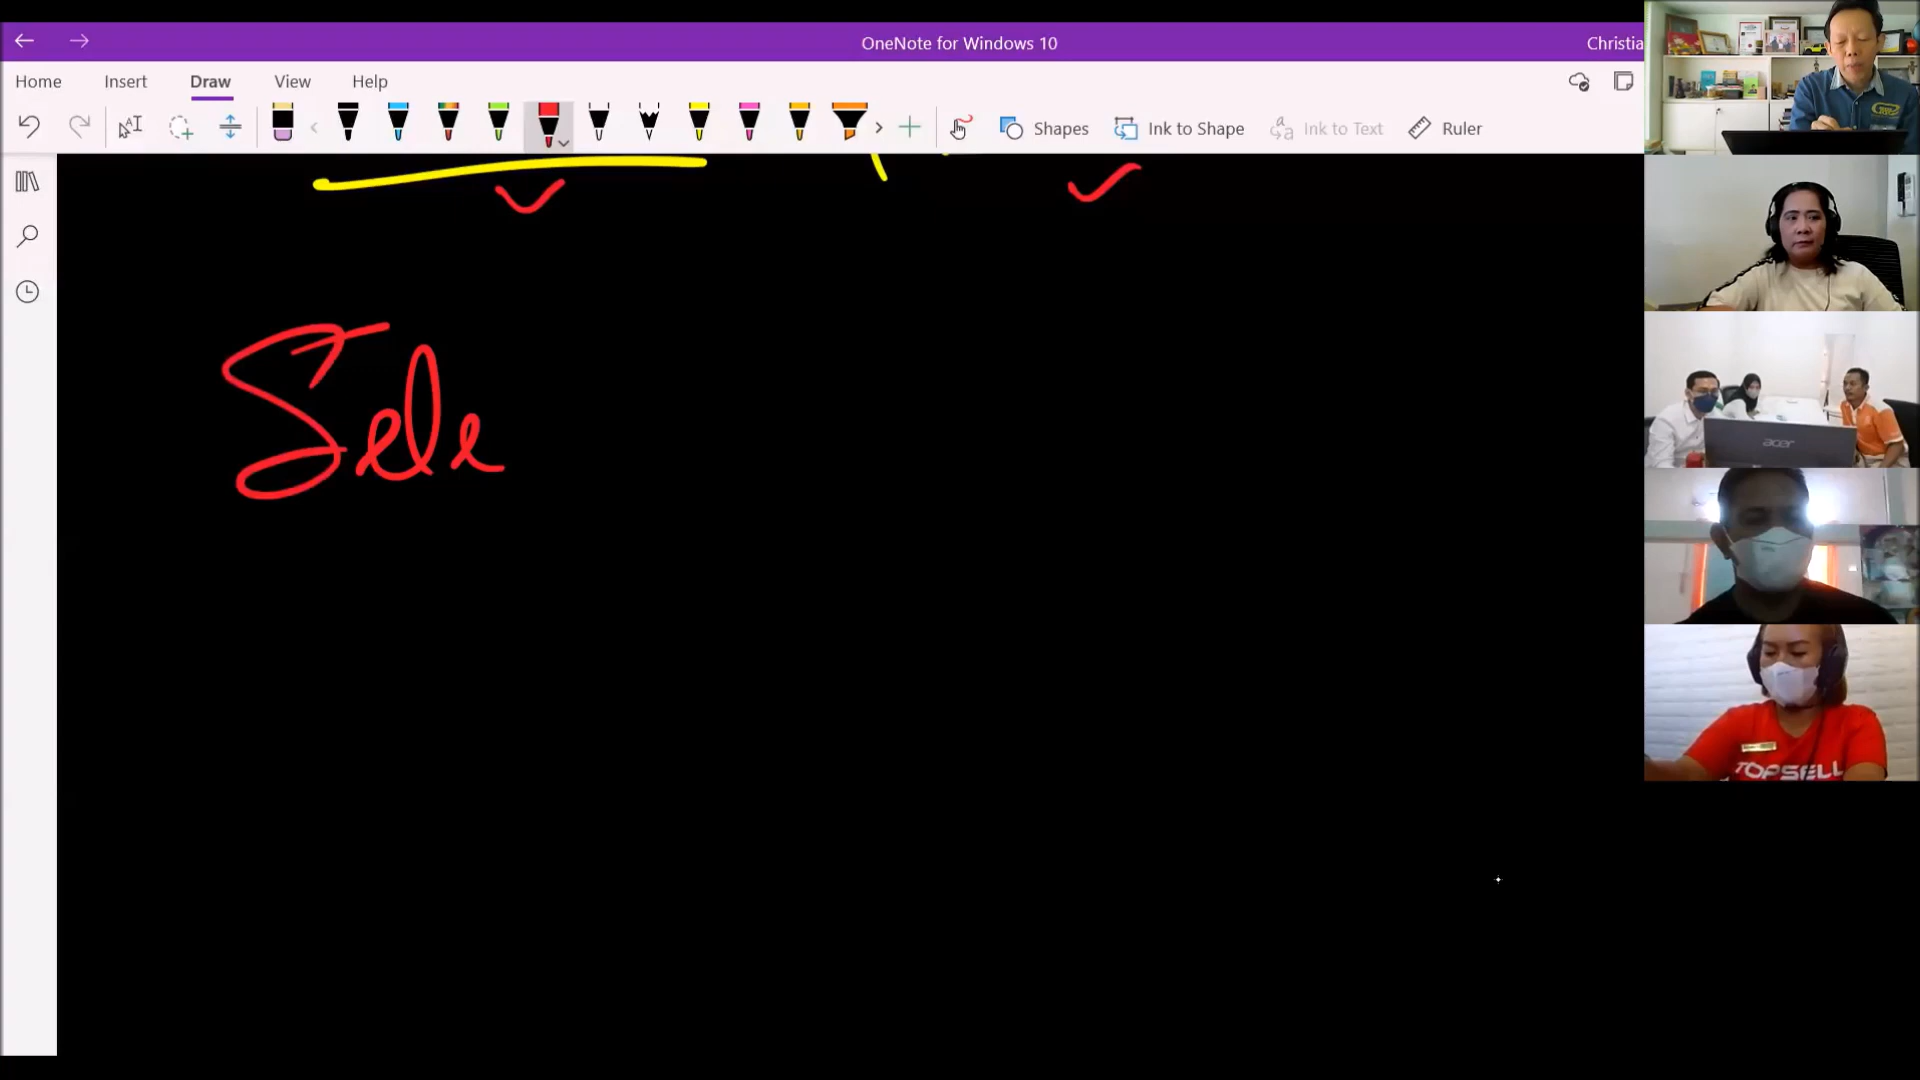 OneNote for Windows 10
Christia
Home Insert Draw View Help
Shapes Ink to Shape Ink to Text Ruler
Sele
acer
TOPSELL